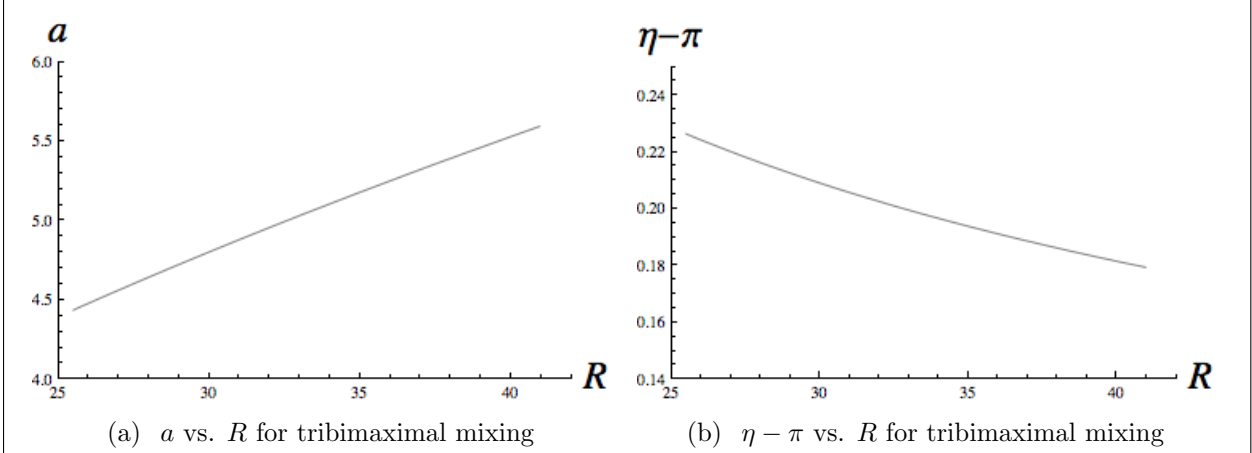 a
6.0
5.5
5.0
4.5
4.0
25 30 35 40
R
η−π
0.24
0.22
0.20
0.18
0.16
0.14
25 30 35 40
R
(a) a vs. R for tribimaximal mixing
(b) η − π vs. R for tribimaximal mixing